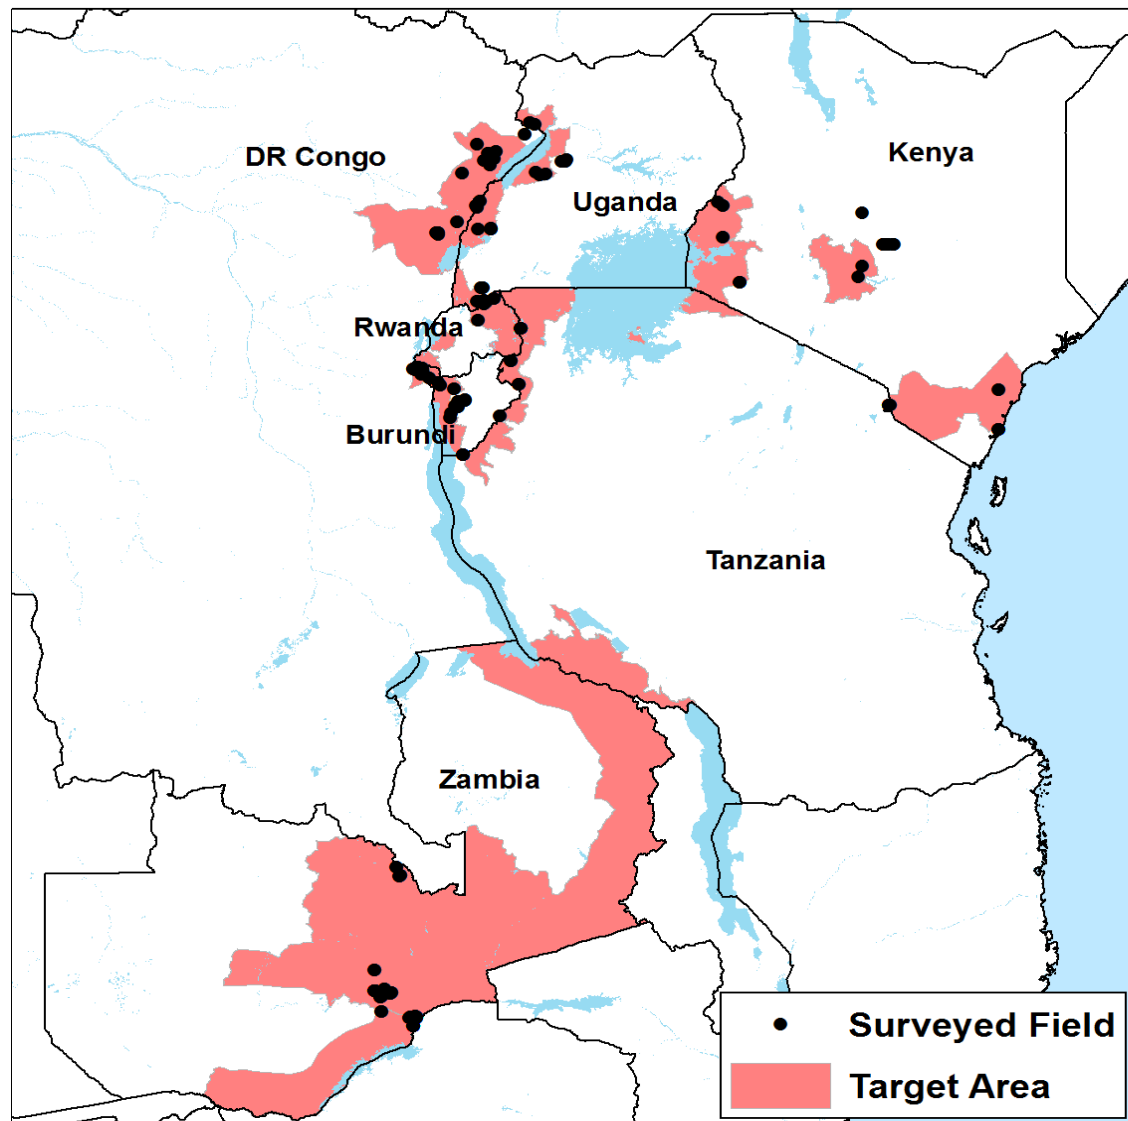 DR Congo
Kenya
Uganda
Rwanda
Burundi
Tanzania
Zambia
Surveyed Field
Target Area